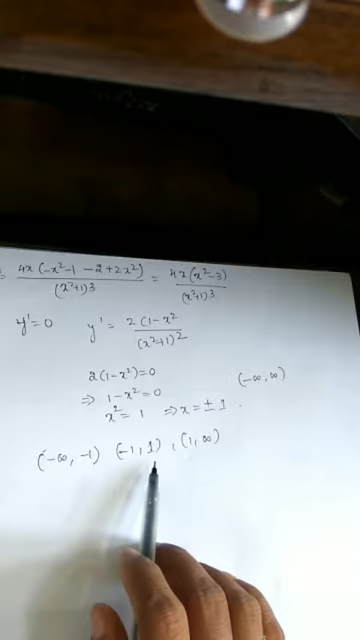 = 4x(-x²-1-2+2x²)/(x²+1)³ = 4x(x²-3)/(x²+1)³
y'=0 y' = 2(1-x²/(x²+1)²
2(1-x²)=0
(-∞, ∞)
⇒ 1-x²=0
x² = 1 ⇒ x = ± 1 .
(-∞, -1) (-1, 1) , (1, ∞)